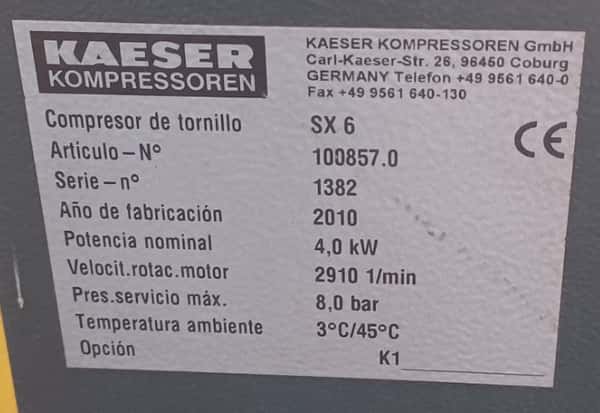 KAESER
KOMPRESSOREN
KAESER KOMPRESSOREN GmbH
Carl-Kaeser-Str. 26, 96450 Coburg
GERMANY Telefon +49 9561 640-0
Fax +49 9561 640-130
CE
Compresor de tornillo SX 6
Articulo-N° 100857.0
Serie-n° 1382
Año de fabricación 2010
Potencia nominal 4,0 kW
Velocit.rotac.motor 2910 1/min
Pres.servicio máx. 8,0 bar
Temperatura ambiente 3°C/45°C
Opción K1